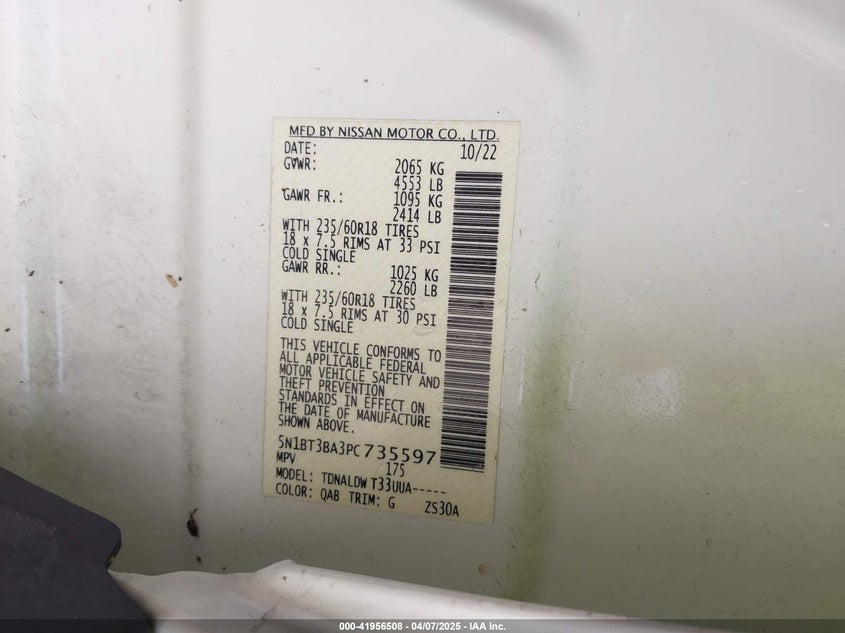 MFD BY NISSAN MOTOR CO., LTD.
DATE: 10/22
GVWR: 2065 KG
4553 LB
GAWR FR.: 1095 KG
2414 LB
WITH 235/60R18 TIRES
18 x 7.5 RIMS AT 33 PSI
COLD SINGLE
GAWR RR.: 1025 KG
2260 LB
WITH 235/60R18 TIRES
18 x 7.5 RIMS AT 30 PSI
COLD SINGLE
THIS VEHICLE CONFORMS TO
ALL APPLICABLE FEDERAL
MOTOR VEHICLE SAFETY AND
THEFT PREVENTION
STANDARDS IN EFFECT ON
THE DATE OF MANUFACTURE
SHOWN ABOVE.
5N1BT3BA3PC735597
MPV 175
MODEL: TDNALDW T33UUA-----
COLOR: QAB TRIM: G ZS30A
000-41956508 - 04/07/2025 - IAA Inc.